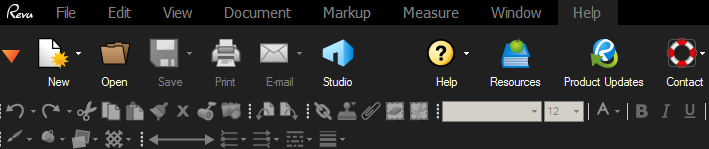 Revu File Edit View Document Markup Measure Window Help
New Open Save Print E-mail Studio Help Resources Product Updates Contact
12 A B I U